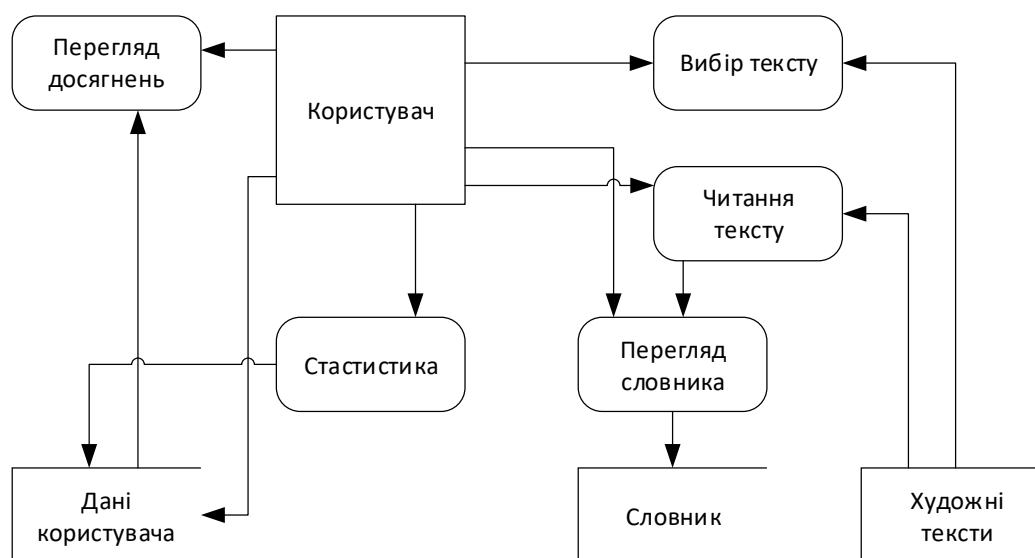 Перегляд
досягнень
Користувач
Вибір тексту
Читання
тексту
Стастистика
Перегляд
словника
Дані
користувача
Словник
Художні
тексти